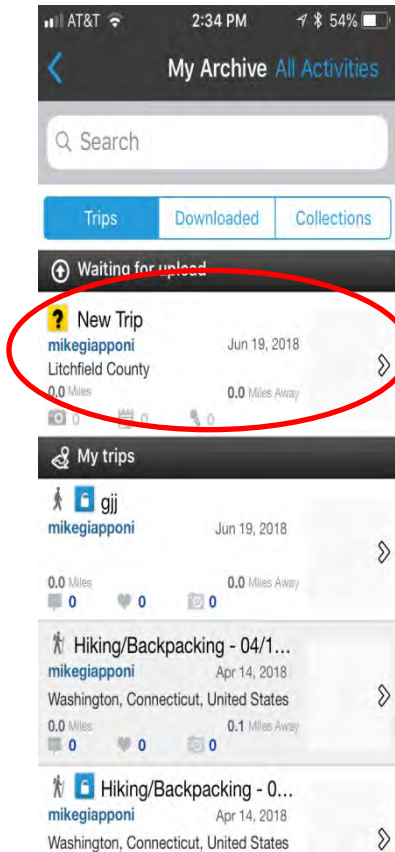 AT&T 2:34 PM 54%
My Archive All Activities
Search
Trips Downloaded Collections
Waiting for upload
? New Trip
mikegiapponi Jun 19, 2018
Litchfield County
0.0 Miles 0.0 Miles Away
0 0 0
My trips
gjj
mikegiapponi Jun 19, 2018
0.0 Miles 0.0 Miles Away
0 0 0
Hiking/Backpacking - 04/1...
mikegiapponi Apr 14, 2018
Washington, Connecticut, United States
0.0 Miles 0.1 Miles Away
0 0 0
Hiking/Backpacking - 0...
mikegiapponi Apr 14, 2018
Washington, Connecticut, United States